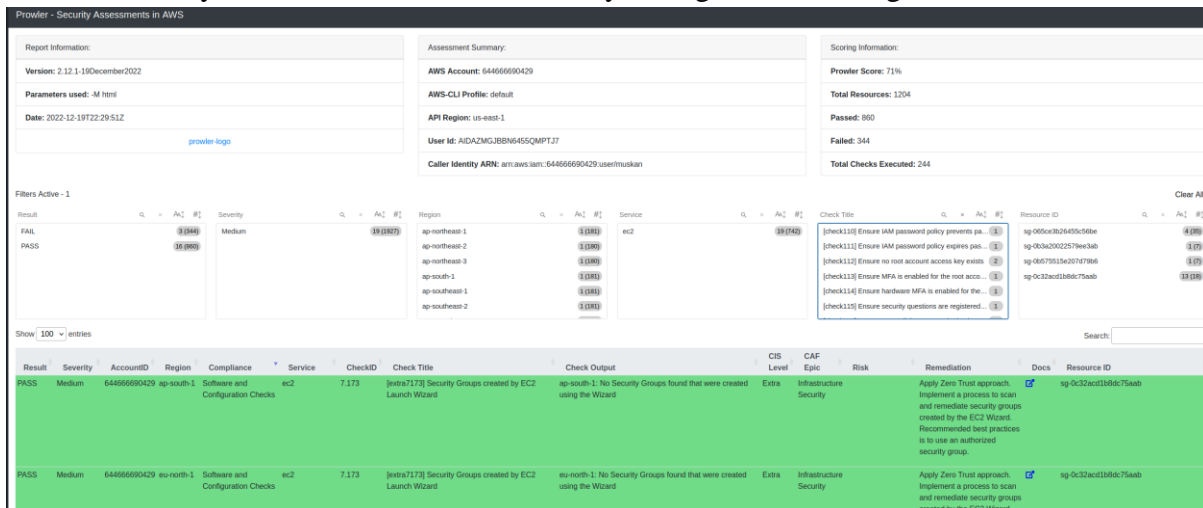 Prowler - Security Assessments in AWS
Report Information:
Version: 2.12.1-19December2022
Parameters used: -M html
Date: 2022-12-19T22:29:51Z
prowler-logo
Assessment Summary:
AWS Account: 644666690429
AWS-CLI Profile: default
API Region: us-east-1
User Id: AIDAZMGJBBN6455QMPTJ7
Caller Identity ARN: arn:aws:iam::644666690429:user/muskan
Scoring Information:
Prowler Score: 71%
Total Resources: 1204
Passed: 860
Failed: 344
Total Checks Executed: 244
Filters Active - 1
Clear All
Result
FAIL 3 (344)
PASS 16 (860)
Severity
Medium 19 (1927)
Region
ap-northeast-1 1 (181)
ap-northeast-2 1 (180)
ap-northeast-3 1 (180)
ap-south-1 1 (181)
ap-southeast-1 1 (181)
ap-southeast-2 1 (181)
Service
ec2 19 (742)
Check Title
[check110] Ensure IAM password policy prevents pa... 1
[check111] Ensure IAM password policy expires pas... 1
[check112] Ensure no root account access key exists 2
[check113] Ensure MFA is enabled for the root acco... 1
[check114] Ensure hardware MFA is enabled for the... 1
[check115] Ensure security questions are registered... 1
Resource ID
sg-065ce3b26455c56be 4 (35)
sg-0b3a20022579ee3ab 1 (7)
sg-0b575515e207d79b6 1 (7)
sg-0c32acd1b8dc75aab 13 (18)
Show 100 entries
Search:
Result Severity AccountID Region Compliance Service CheckID Check Title Check Output CIS Level CAF Epic Risk Remediation Docs Resource ID
PASS Medium 644666690429 ap-south-1 Software and Configuration Checks ec2 7.173 [extra7173] Security Groups created by EC2 Launch Wizard ap-south-1: No Security Groups found that were created using the Wizard Extra Infrastructure Security Apply Zero Trust approach. Implement a process to scan and remediate security groups created by the EC2 Wizard. Recommended best practices is to use an authorized security group. sg-0c32acd1b8dc75aab
PASS Medium 644666690429 eu-north-1 Software and Configuration Checks ec2 7.173 [extra7173] Security Groups created by EC2 Launch Wizard eu-north-1: No Security Groups found that were created using the Wizard Extra Infrastructure Security Apply Zero Trust approach. Implement a process to scan and remediate security groups sg-0c32acd1b8dc75aab